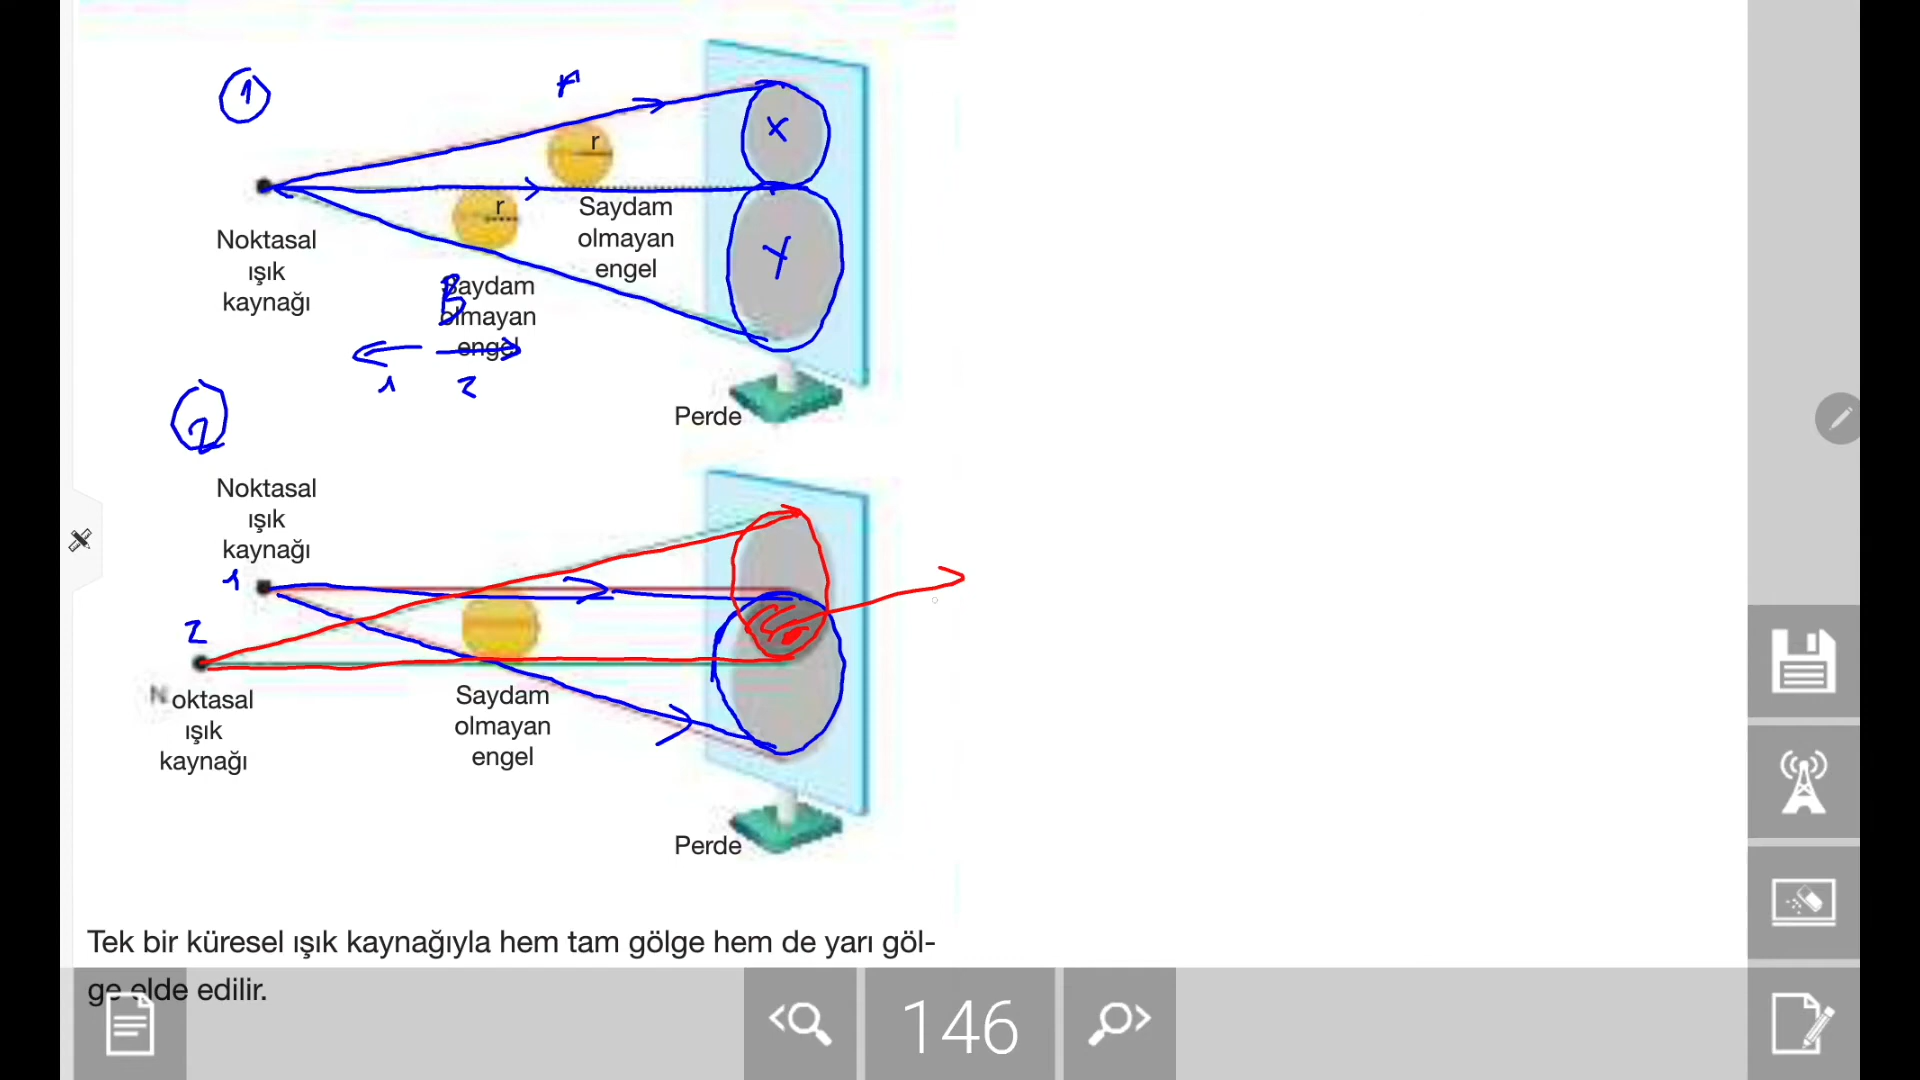 1
A
X
r
r
Y
Noktasal
ışık
kaynağı
Saydam
olmayan
engel
B
Saydam
olmayan
engel
1 2
Perde
2
Noktasal
ışık
kaynağı
1
2
Noktasal
ışık
kaynağı
Saydam
olmayan
engel
Perde
Tek bir küresel ışık kaynağıyla hem tam gölge hem de yarı göl-
ge elde edilir.
146